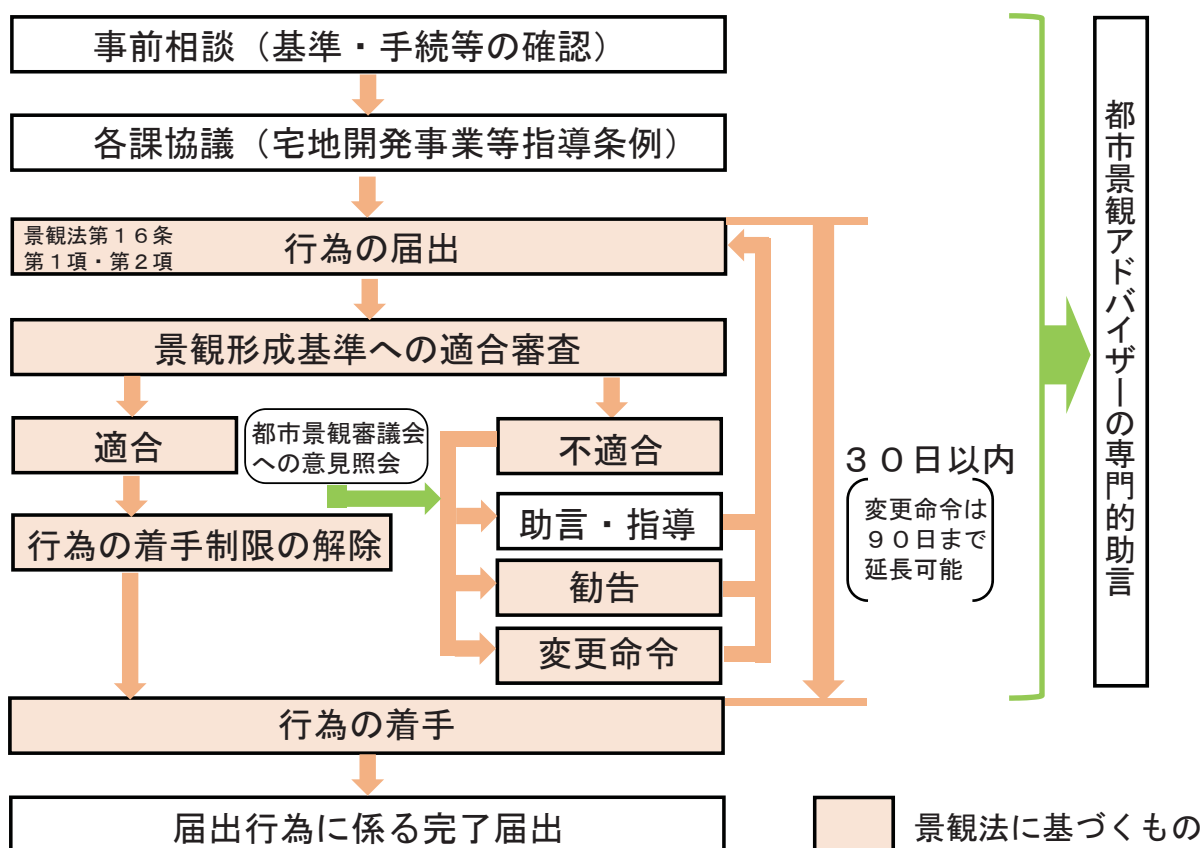 事前相談（基準・手続等の確認）
各課協議（宅地開発事業等指導条例）
景観法第１６条
第１項・第２項
行為の届出
景観形成基準への適合審査
適合
都市景観審議会
への意見照会
不適合
行為の着手制限の解除
助言・指導
勧告
変更命令
３０日以内
変更命令は
９０日まで
延長可能
都市景観アドバイザーの専門的助言
行為の着手
届出行為に係る完了届出
景観法に基づくもの